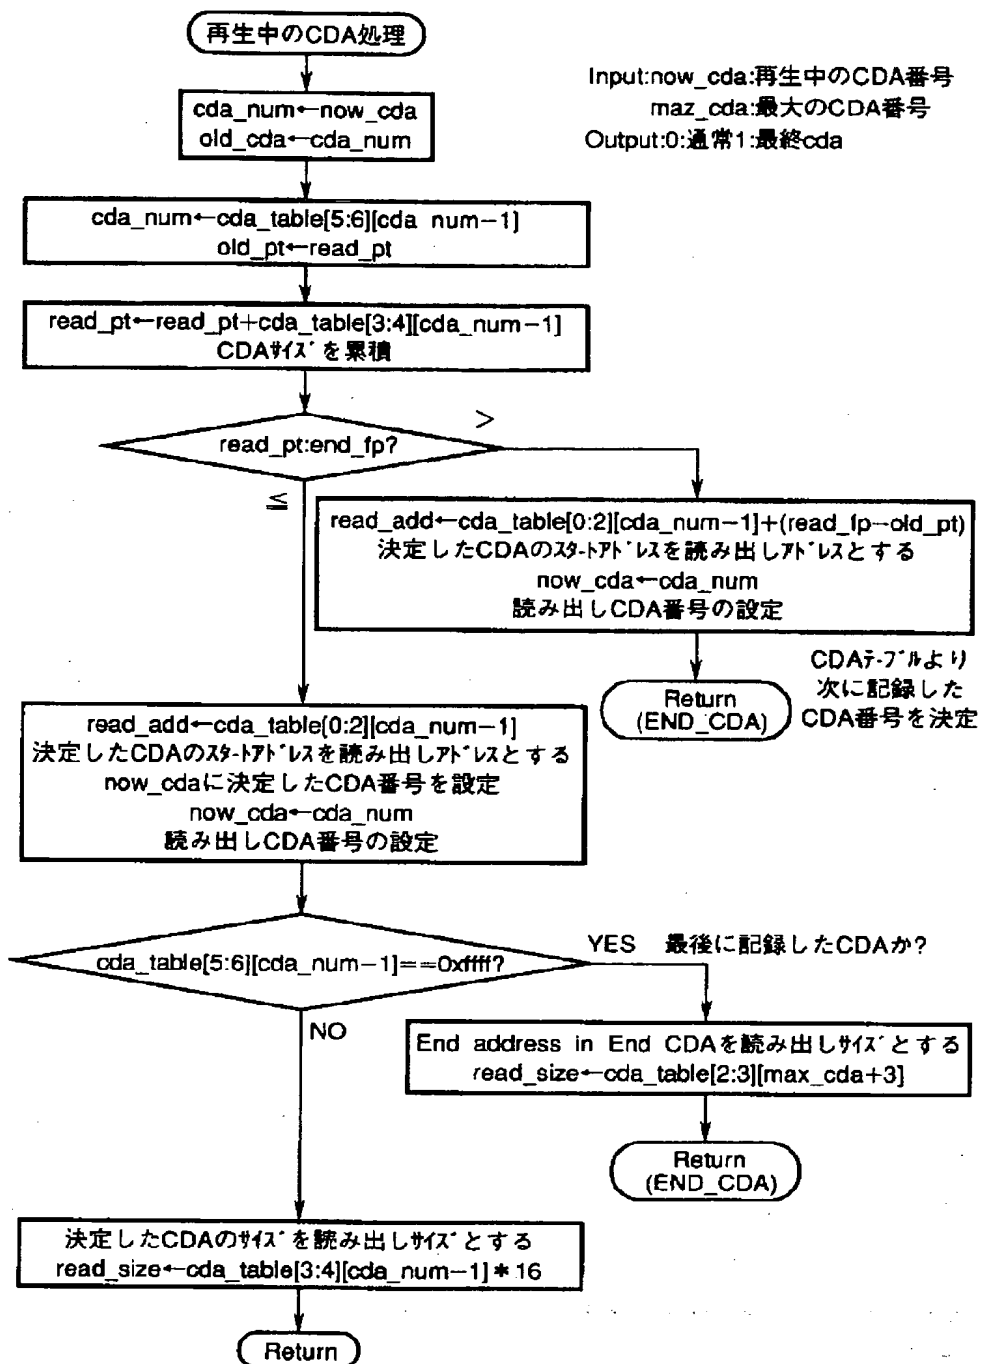 再生中のCDA処理
Input:now_cda:再生中のCDA番号
maz_cda:最大のCDA番号
Output:0:通常1:最終cda
cda_num←now_cda
old_cda←cda_num
cda_num←cda_table[5:6][cda num−1]
old_pt←read_pt
read_pt←read_pt+cda_table[3:4][cda_num−1]
CDAｻｲｽﾞを累積
read_pt:end_fp?
>
≦
read_add←cda_table[0:2][cda_num−1]+(read_fp−old_pt)
決定したCDAのｽﾀｰﾄｱﾄﾞﾚｽを読み出しｱﾄﾞﾚｽとする
now_cda←cda_num
読み出しCDA番号の設定
Return
(END_CDA)
CDAﾃｰﾌﾞﾙより
次に記録した
CDA番号を決定
read_add←cda_table[0:2][cda_num−1]
決定したCDAのｽﾀｰﾄｱﾄﾞﾚｽを読み出しｱﾄﾞﾚｽとする
now_cdaに決定したCDA番号を設定
now_cda←cda_num
読み出しCDA番号の設定
cda_table[5:6][cda_num−1]==0xffff?
YES 最後に記録したCDAか?
NO
End address in End CDAを読み出しｻｲｽﾞとする
read_size←cda_table[2:3][max_cda+3]
Return
(END_CDA)
決定したCDAのｻｲｽﾞを読み出しｻｲｽﾞとする
read_size←cda_table[3:4][cda_num−1]*16
Return